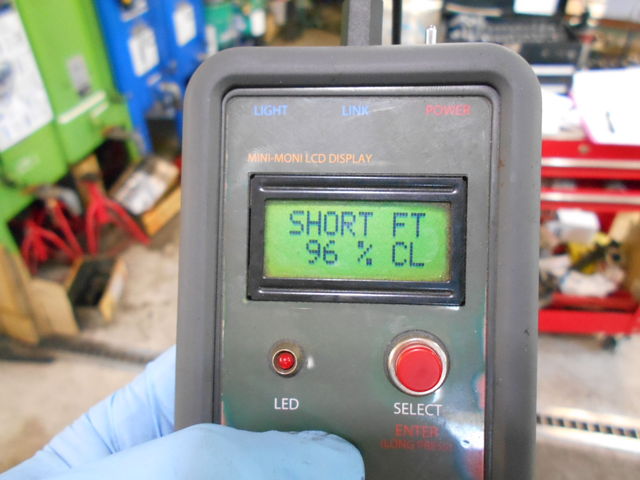 LIGHT LINK POWER
MINI-MONI LCD DISPLAY
SHORT FT
96 % CL
LED
SELECT
ENTER
(LONG PRESS)